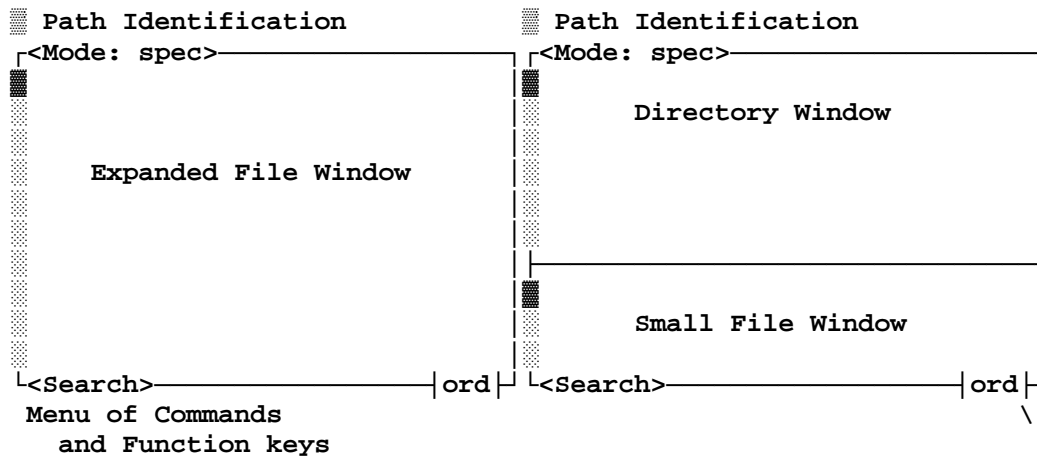 Path Identification Path Identification
<Mode: spec> <Mode: spec>
Directory Window
Expanded File Window
Small File Window
<Search> ord <Search> ord
Menu of Commands \
and Function keys